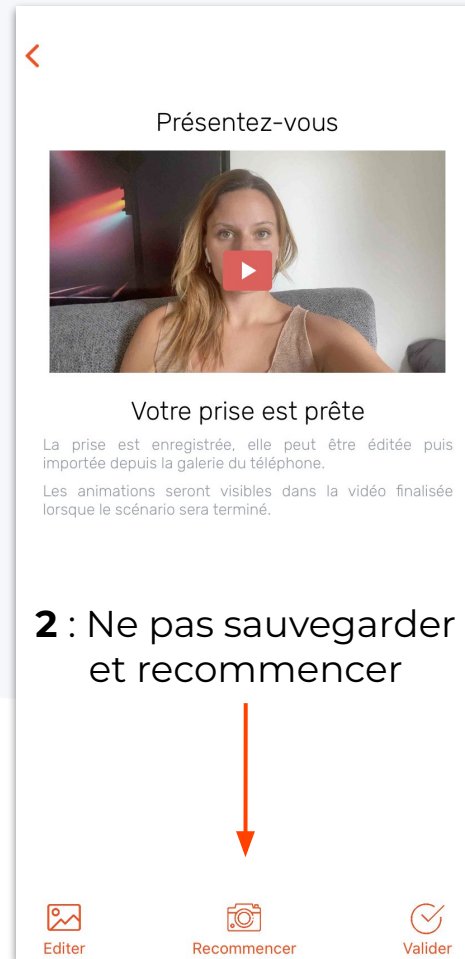 Présentez-vous
Votre prise est prête
La prise est enregistrée, elle peut être éditée puis
importée depuis la galerie du téléphone.
Les animations seront visibles dans la vidéo finalisée
lorsque le scénario sera terminé.
2 : Ne pas sauvegarder
et recommencer
Editer Recommencer Valider